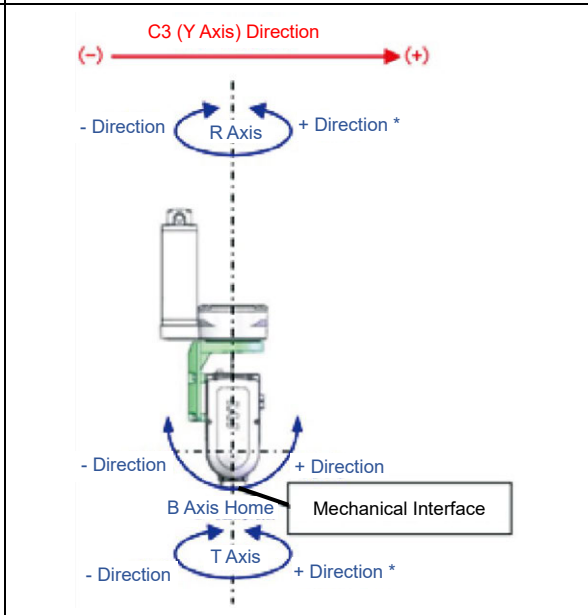 C3 (Y Axis) Direction
(−) (+)
- Direction R Axis + Direction *
- Direction + Direction
B Axis Home Mechanical Interface
T Axis
- Direction + Direction *